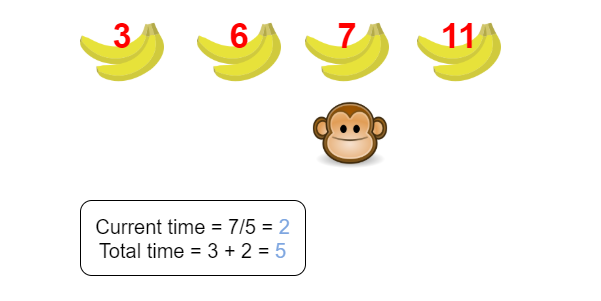 3 6 7 11
Current time = 7/5 = 2
Total time = 3 + 2 = 5